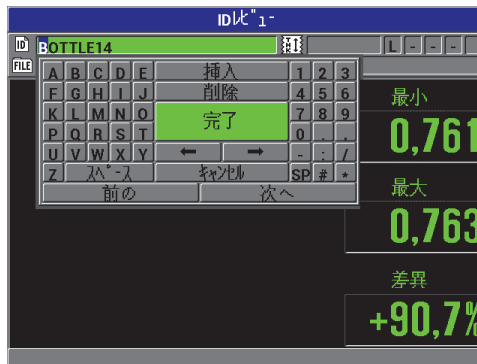 IDﾚﾋﾞｭｰ
ID BOTTLE14 L - - -
FILE
A B C D E 挿入 1 2 3
F G H I J 削除 4 5 6
K L M N O 完了 7 8 9
P Q R S T 0 . ,
U V W X Y ← → - : /
Z ｽﾍﾟｰｽ ｷｬﾝｾﾙ SP # *
前の 次へ
最小
0,761
最大
0,763
差異
+90,7%